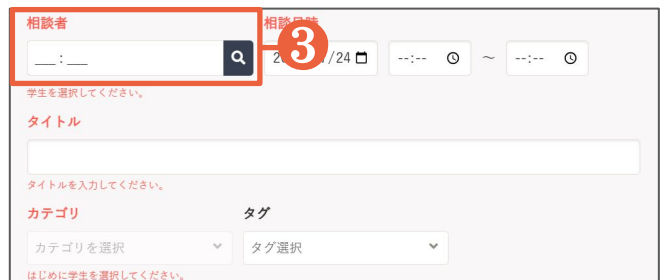 相談者
相談日時
___:___
3
/24
--:--
~
--:--
学生を選択してください。
タイトル
タイトルを入力してください。
カテゴリ
タグ
カテゴリを選択
タグ選択
はじめに学生を選択してください。